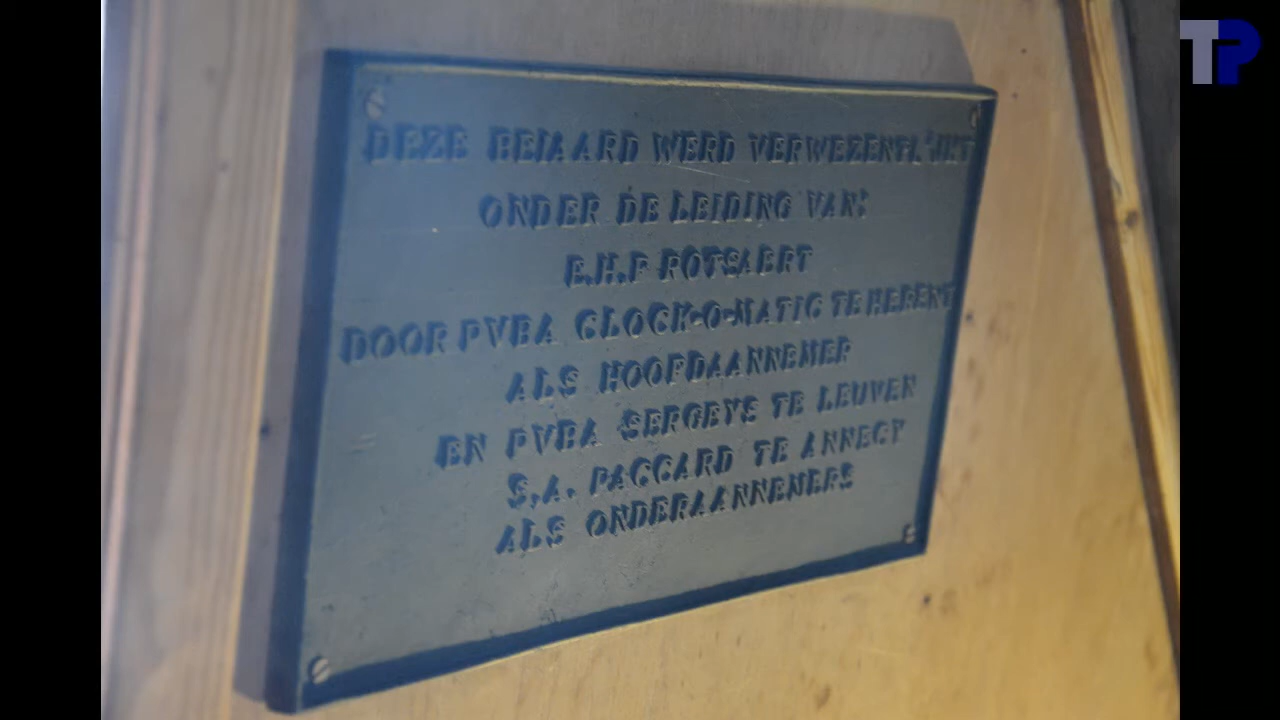 DEZE BEIAARD WERD VERWEZENLIJKT
ONDER DE LEIDING VAN:
E.H.F ROTSAERT
DOOR PVBA CLOCK-O-MATIC TE HERENT
ALS HOOFDAANNEMER
EN PVBA SERGEYS TE LEUVEN
S.A. PACCARD TE ANNECY
ALS ONDERAANNEMERS
TP